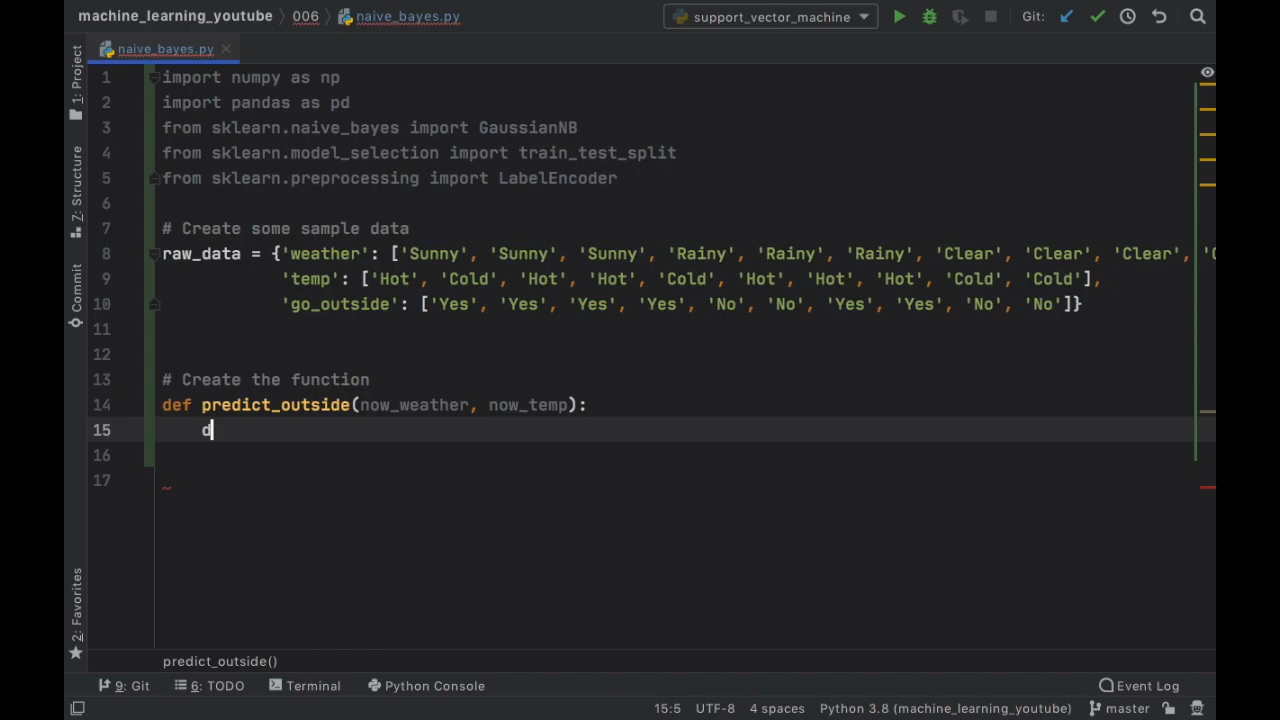 machine_learning_youtube 006 naive_bayes.py support_vector_machine Git:
naive_bayes.py
1: Project
7: Structure
Commit
2: Favorites
1 import numpy as np
2 import pandas as pd
3 from sklearn.naive_bayes import GaussianNB
4 from sklearn.model_selection import train_test_split
5 from sklearn.preprocessing import LabelEncoder
6
7 # Create some sample data
8 raw_data = {'weather': ['Sunny', 'Sunny', 'Sunny', 'Rainy', 'Rainy', 'Rainy', 'Clear', 'Clear', 'Clear',
9 'temp': ['Hot', 'Cold', 'Hot', 'Hot', 'Cold', 'Hot', 'Hot', 'Hot', 'Cold', 'Cold'],
10 'go_outside': ['Yes', 'Yes', 'Yes', 'Yes', 'No', 'No', 'Yes', 'Yes', 'No', 'No']}
11
12
13 # Create the function
14 def predict_outside(now_weather, now_temp):
15 d
16
17
predict_outside()
9: Git 6: TODO Terminal Python Console Event Log
15:5 UTF-8 4 spaces Python 3.8 (machine_learning_youtube) master